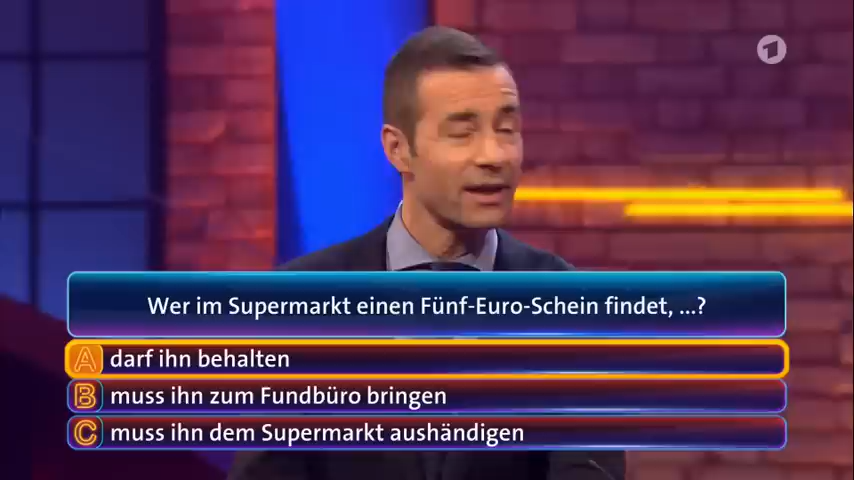 1
Wer im Supermarkt einen Fünf-Euro-Schein findet, ...?
A darf ihn behalten
B muss ihn zum Fundbüro bringen
C muss ihn dem Supermarkt aushändigen